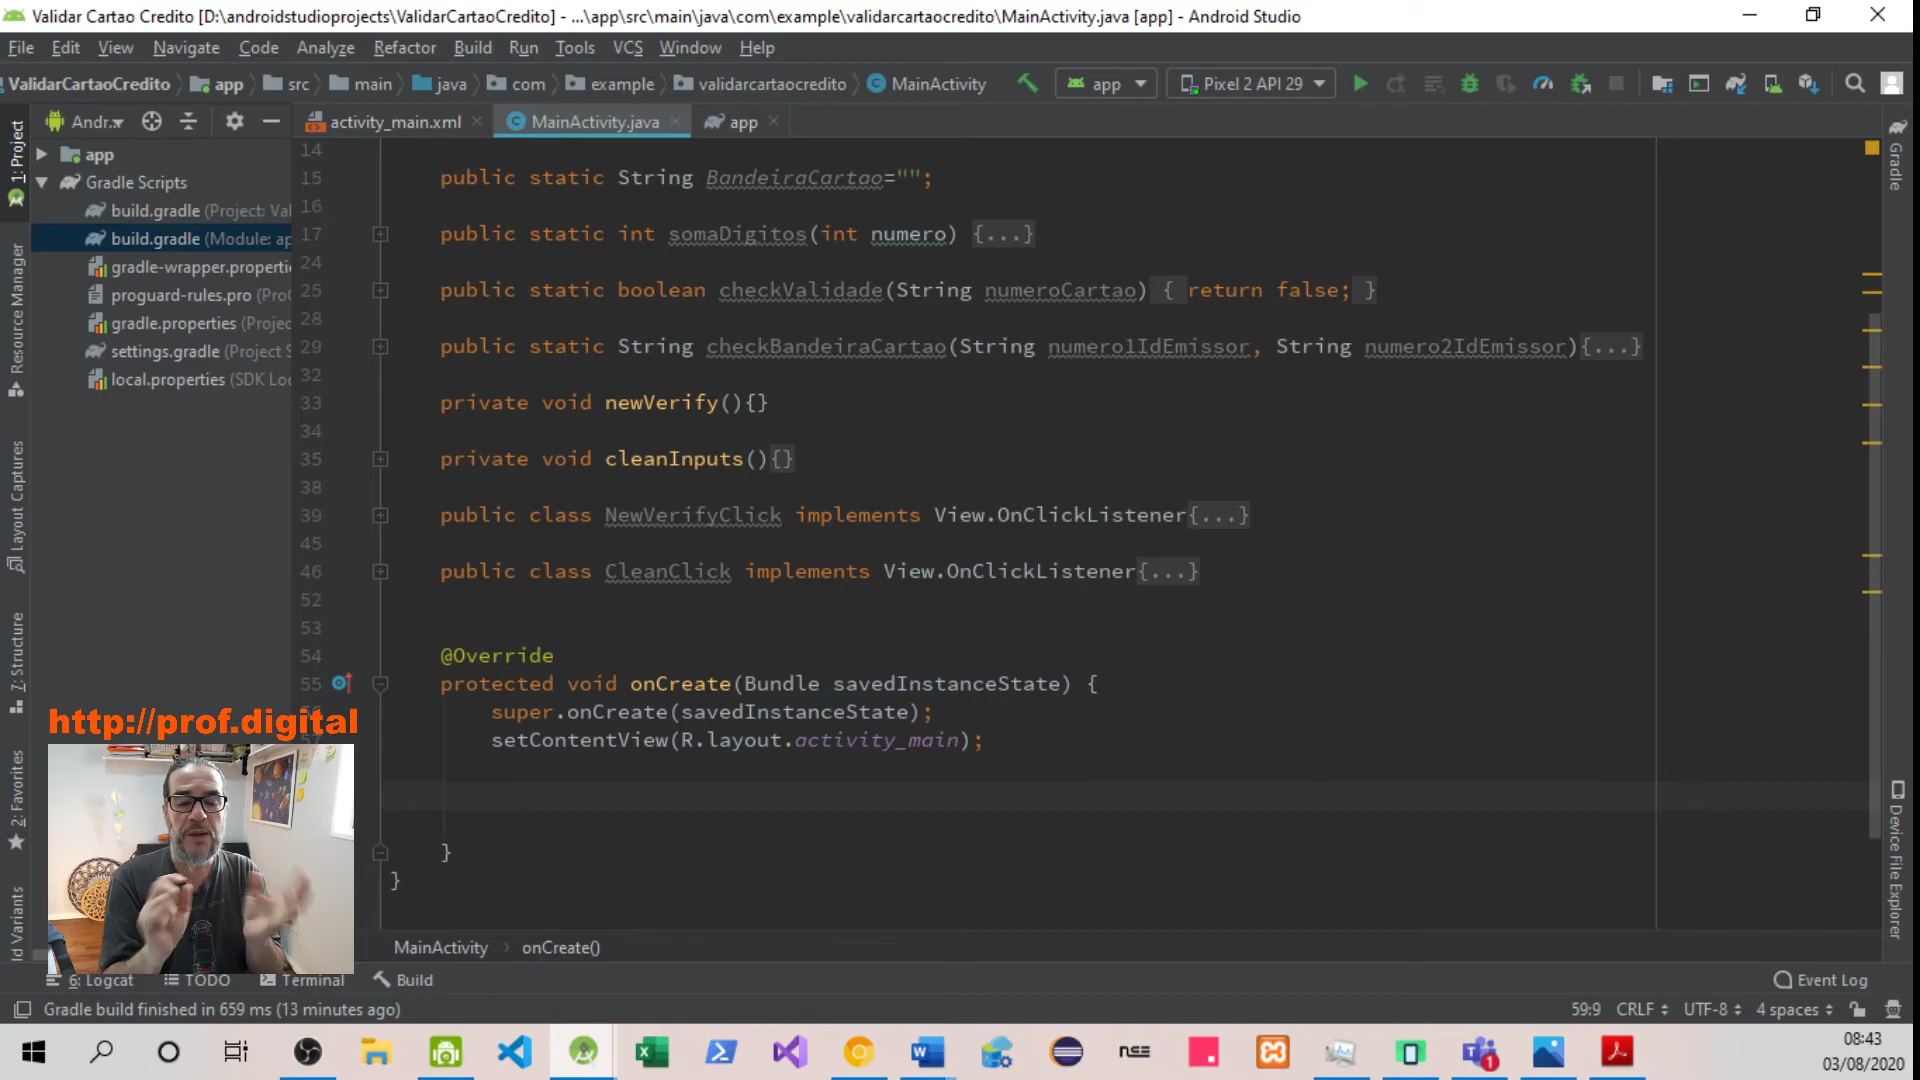 Validar Cartao Credito [D:\androidstudioprojects\ValidarCartaoCredito] - ...\app\src\main\java\com\example\validarcartaocredito\MainActivity.java [app] - Android Studio
File Edit View Navigate Code Analyze Refactor Build Run Tools VCS Window Help
ValidarCartaoCredito app src main java com example validarcartaocredito MainActivity app Pixel 2 API 29
Andr... activity_main.xml MainActivity.java app
1: Project
Resource Manager
Layout Captures
7: Structure
2: Favorites
ld Variants
app
Gradle Scripts
build.gradle (Project: Val
build.gradle (Module: ap
gradle-wrapper.properti
proguard-rules.pro (Pro
gradle.properties (Projec
settings.gradle (Project S
local.properties (SDK Loc
14
15 public static String BandeiraCartao="";
16
17 public static int somaDigitos(int numero) {...}
24
25 public static boolean checkValidade(String numeroCartao) { return false; }
28
29 public static String checkBandeiraCartao(String numero1IdEmissor, String numero2IdEmissor){...}
32
33 private void newVerify(){}
34
35 private void cleanInputs(){}
38
39 public class NewVerifyClick implements View.OnClickListener{...}
45
46 public class CleanClick implements View.OnClickListener{...}
52
53
54 @Override
55 protected void onCreate(Bundle savedInstanceState) {
super.onCreate(savedInstanceState);
57 setContentView(R.layout.activity_main);
}
}
http://prof.digital
Gradle
Device File Explorer
MainActivity › onCreate()
6: Logcat TODO Terminal Build Event Log
Gradle build finished in 659 ms (13 minutes ago) 59:9 CRLF UTF-8 4 spaces
NSE
1
08:43
03/08/2020